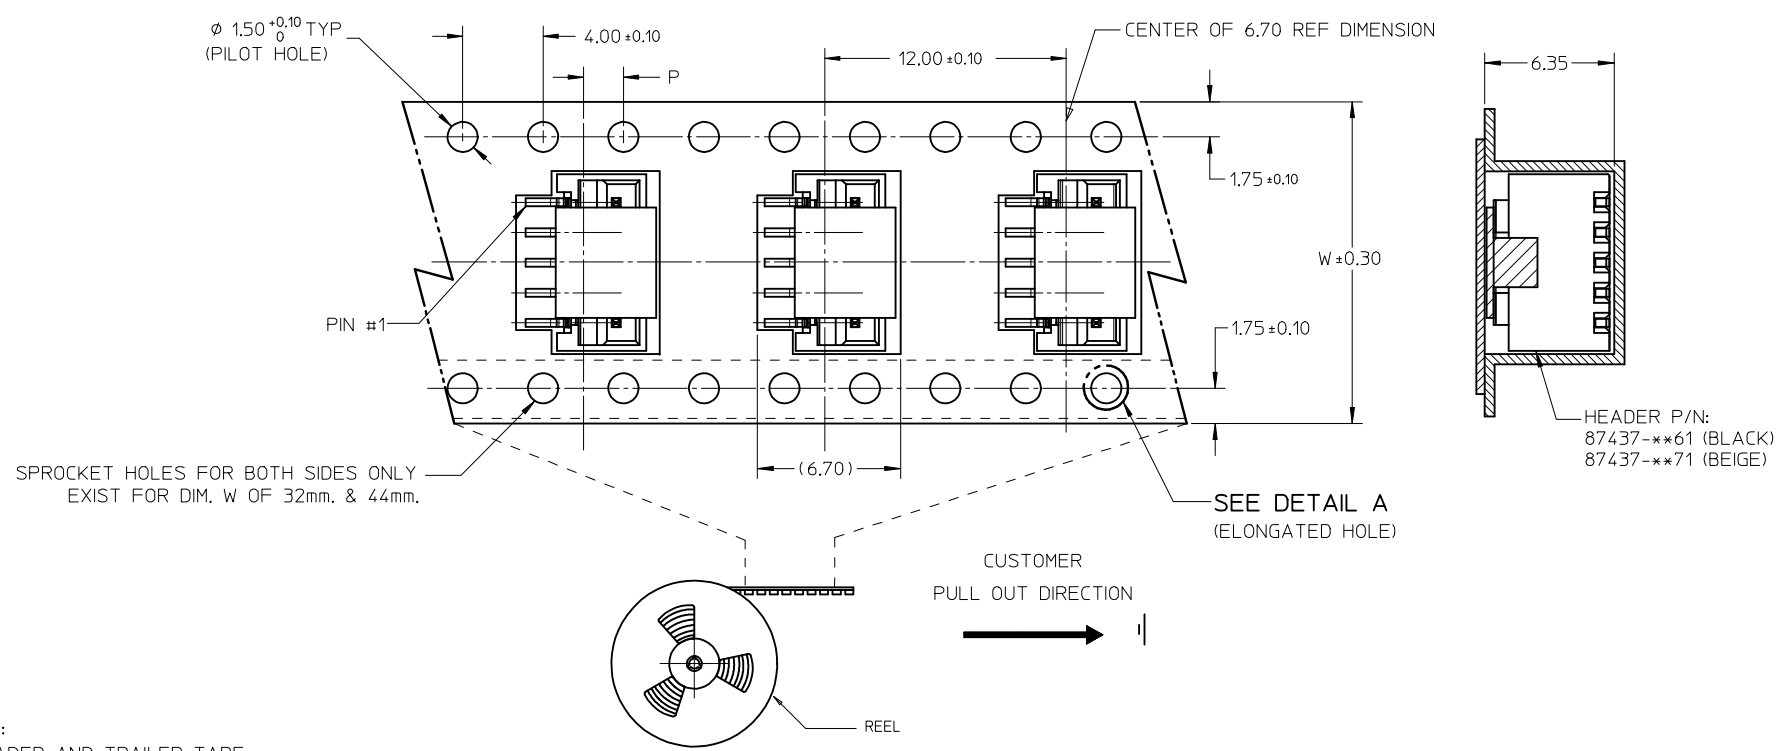 Ø 1.50 +0.10 0 TYP
(PILOT HOLE)
4.00 ±0.10
P
12.00 ±0.10
CENTER OF 6.70 REF DIMENSION
6.35
1.75 ±0.10
W ±0.30
PIN #1
1.75 ±0.10
HEADER P/N:
87437-**61 (BLACK)
87437-**71 (BEIGE)
SPROCKET HOLES FOR BOTH SIDES ONLY
EXIST FOR DIM. W OF 32mm. & 44mm.
(6.70)
SEE DETAIL A
(ELONGATED HOLE)
CUSTOMER
PULL OUT DIRECTION
REEL
:
AND TRAILER TAPE